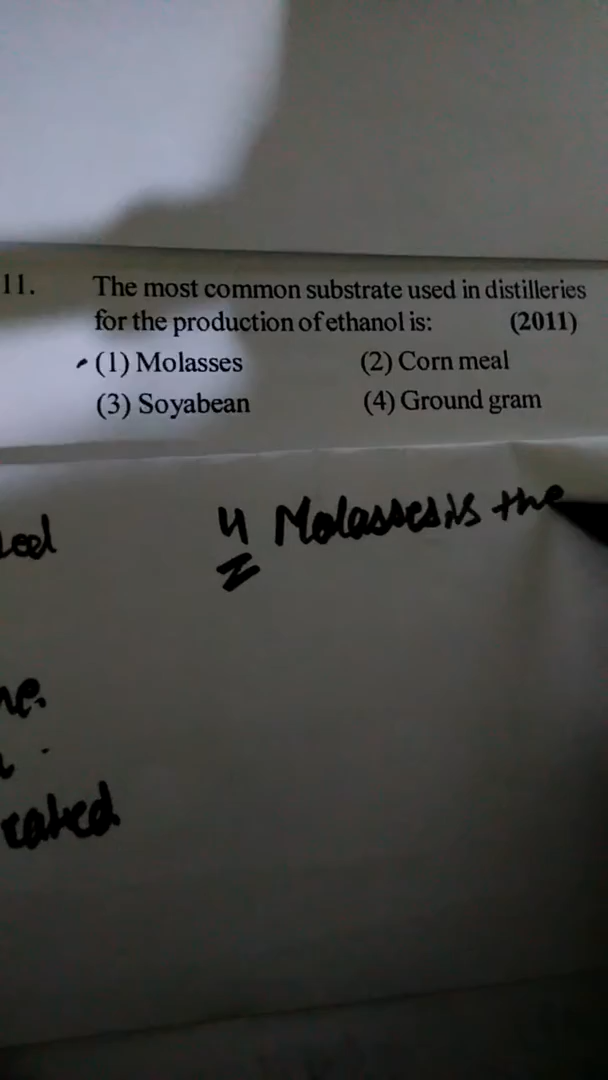 11. The most common substrate used in distilleries
for the production of ethanol is: (2011)
(1) Molasses (2) Corn meal
(3) Soyabean (4) Ground gram
4 Molasses is the